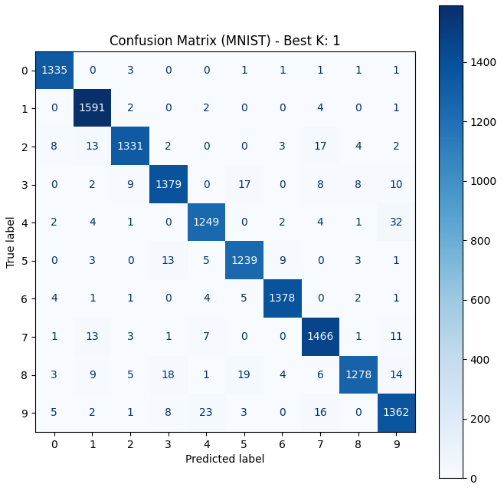 Confusion Matrix (MNIST) - Best K: 1
True label
0 1335 0 3 0 0 1 1 1 1 1
1 0 1591 2 0 2 0 0 4 0 1
2 8 13 1331 2 0 0 3 17 4 2
3 0 2 9 1379 0 17 0 8 8 10
4 2 4 1 0 1249 0 2 4 1 32
5 0 3 0 13 5 1239 9 0 3 1
6 4 1 1 0 4 5 1378 0 2 1
7 1 13 3 1 7 0 0 1466 1 11
8 3 9 5 18 1 19 4 6 1278 14
9 5 2 1 8 23 3 0 16 0 1362
0 1 2 3 4 5 6 7 8 9
Predicted label
1400
1200
1000
800
600
400
200
0